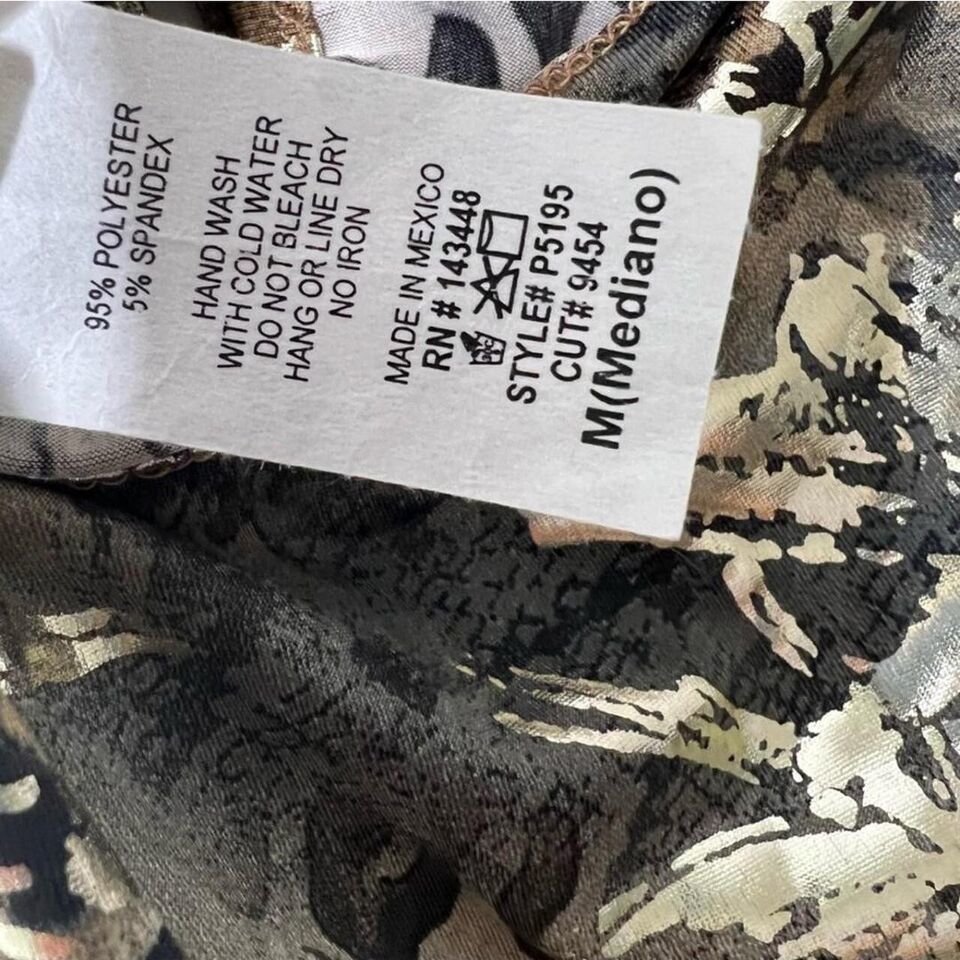 95% POLYESTER
5% SPANDEX
HAND WASH
WITH COLD WATER
DO NOT BLEACH
HANG OR LINE DRY
NO IRON
MADE IN MEXICO
RN # 143448
STYLE# P5195
CUT# 9454
M(Mediano)